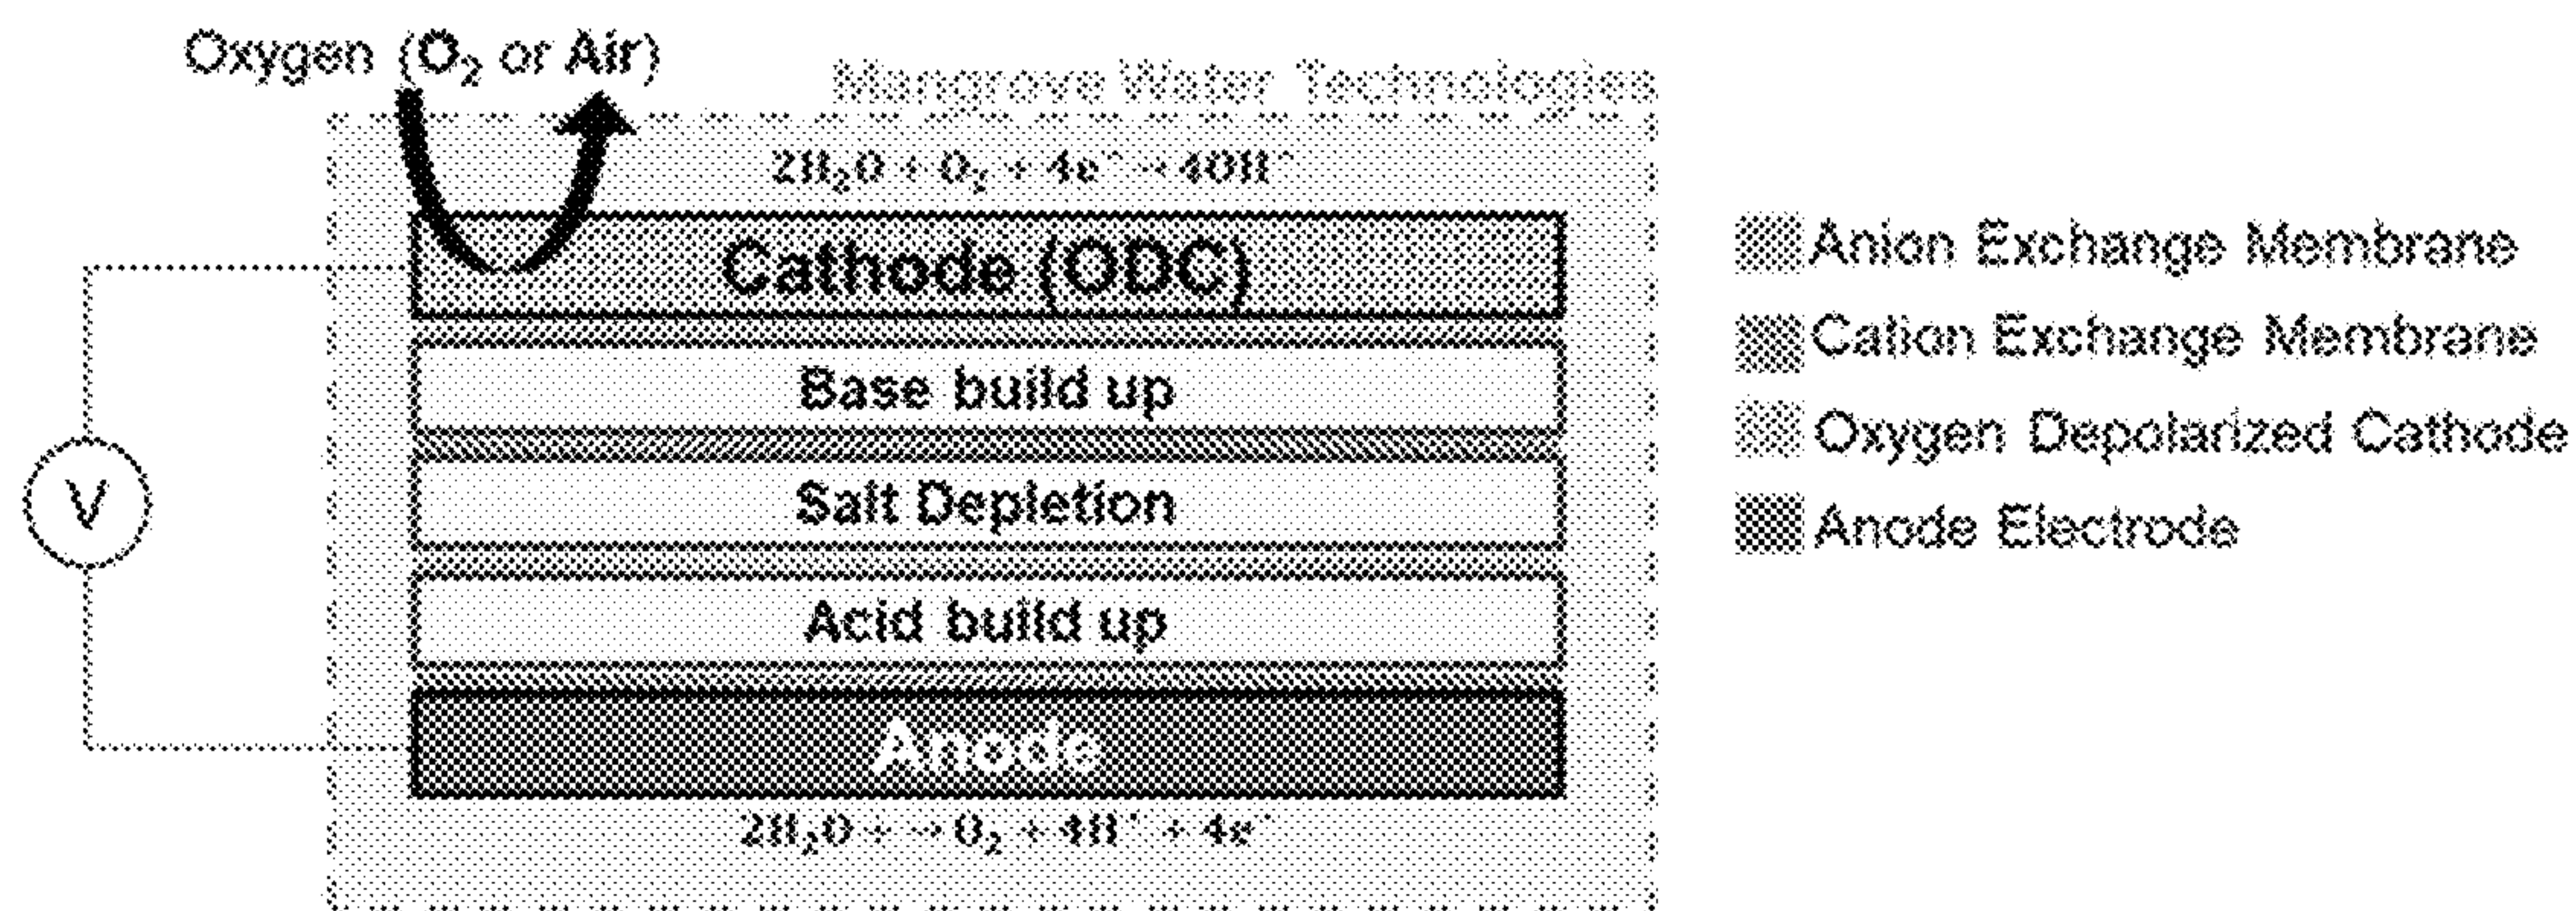 Oxygen (O₂ or Air)
Mangrove Water Technologies
2H₂O + O₂ + 4e⁻ → 4OH⁻
Cathode (ODC)
Base build up
Salt Depletion
Acid build up
Anode
2H₂O + → O₂ + 4H⁺ + 4e⁻
V
Anion Exchange Membrane
Cation Exchange Membrane
Oxygen Depolarized Cathode
Anode Electrode